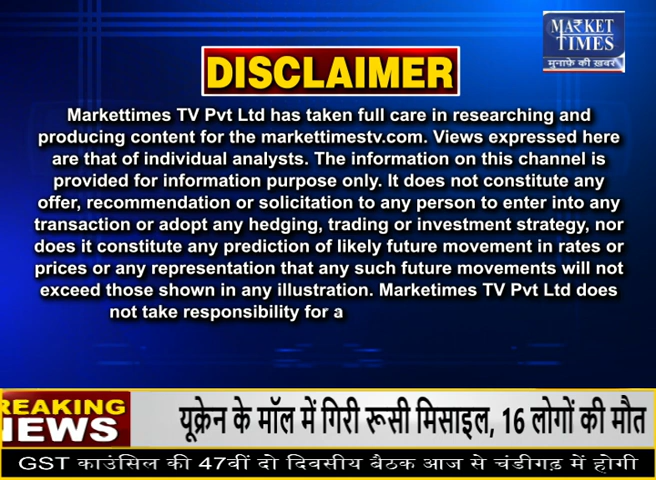 MARKET
TIMES
मुनाफे की ख़बर
DISCLAIMER
Markettimes TV Pvt Ltd has taken full care in researching and
producing content for the markettimestv.com. Views expressed here
are that of individual analysts. The information on this channel is
provided for information purpose only. It does not constitute any
offer, recommendation or solicitation to any person to enter into any
transaction or adopt any hedging, trading or investment strategy, nor
does it constitute any prediction of likely future movement in rates or
prices or any representation that any such future movements will not
exceed those shown in any illustration. Marketimes TV Pvt Ltd does
not take responsibility for a
REAKING
NEWS
यूक्रेन के मॉल में गिरी रूसी मिसाइल, 16 लोगों की मौत
GST काउंसिल की 47वीं दो दिवसीय बैठक आज से चंडीगढ़ में होगी